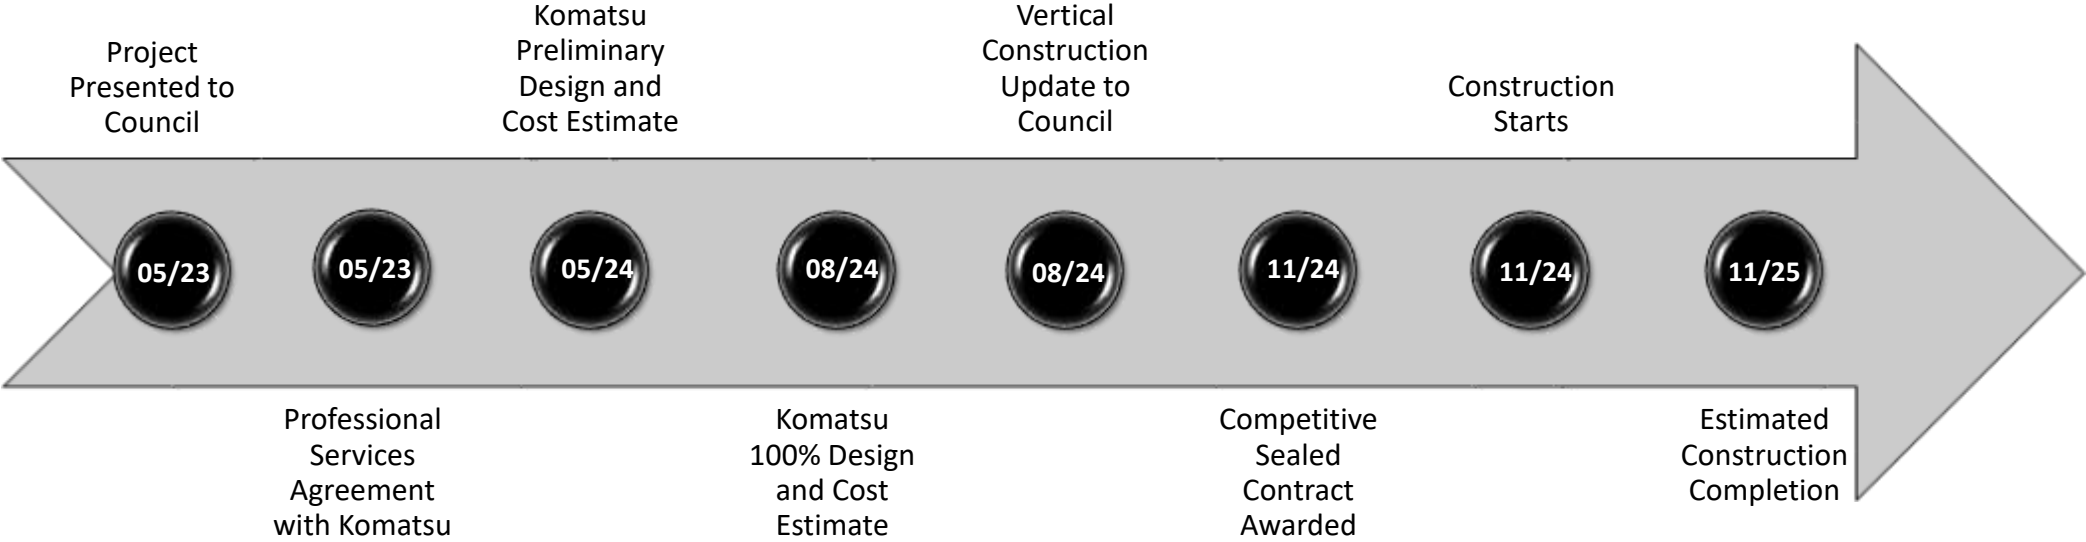 Project
Presented to
Council
Komatsu
Preliminary
Design and
Cost Estimate
Vertical
Construction
Update to
Council
Construction
Starts
05/23
05/23
05/24
08/24
08/24
11/24
11/24
11/25
Professional
Services
Agreement
with Komatsu
Komatsu
100% Design
and Cost
Estimate
Competitive
Sealed
Contract
Awarded
Estimated
Construction
Completion